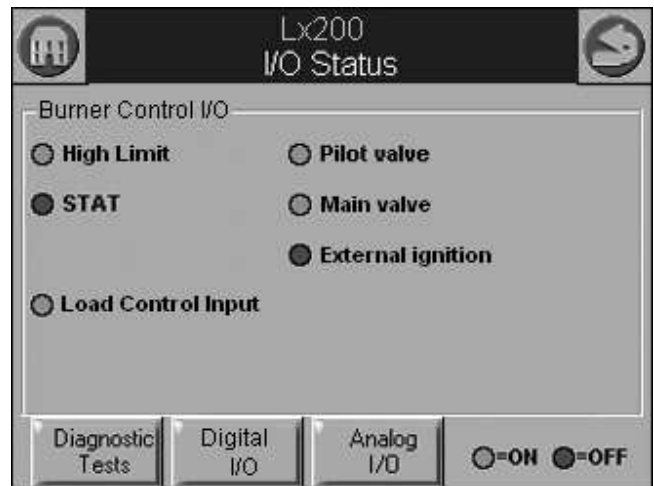 Lx200
I/O Status
Burner Control I/O
High Limit
Pilot valve
STAT
Main valve
External ignition
Load Control Input
Diagnostic
Tests
Digital
I/O
Analog
I/O
=ON =OFF